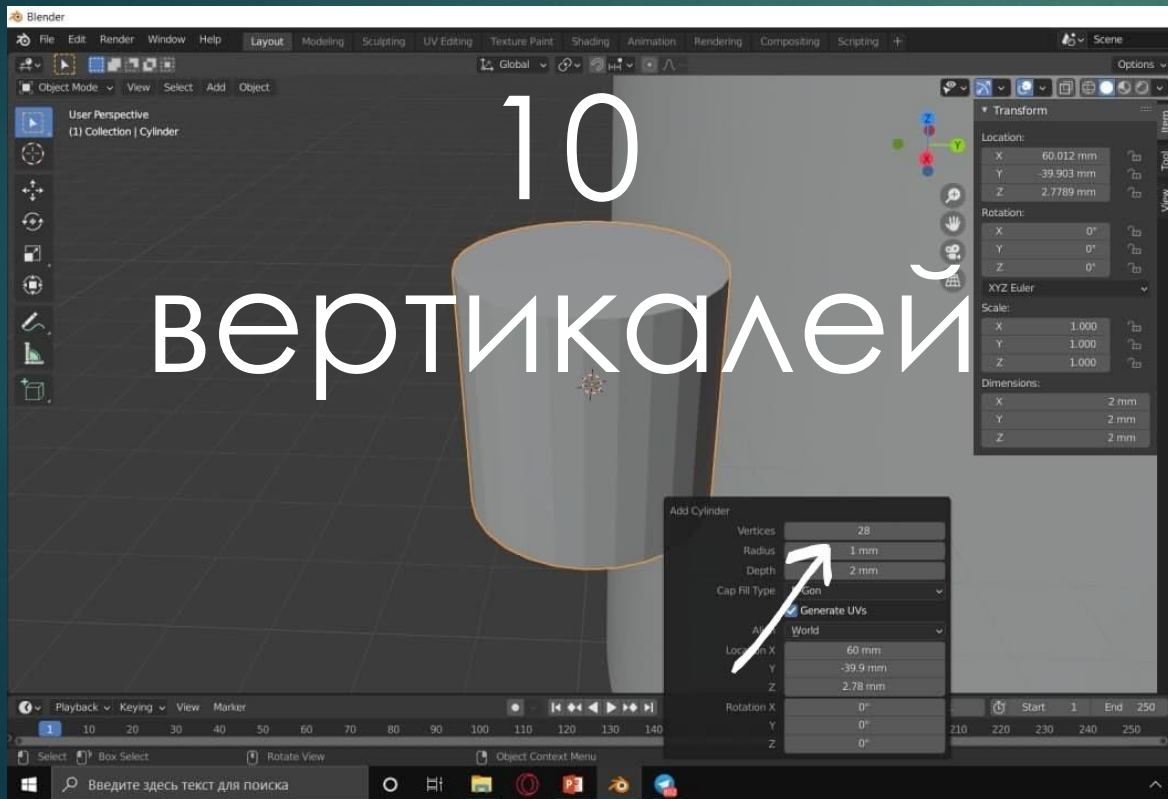 Blender
File Edit Render Window Help Layout Modeling Sculpting UV Editing Texture Paint Shading Animation Rendering Compositing Scripting + Scene
Global Options
Object Mode View Select Add Object
User Perspective
(1) Collection | Cylinder
10
вертикалей
Z
Y
X
Transform
Location:
X 60.012 mm
Y -39.903 mm
Z 2.7789 mm
Rotation:
X 0°
Y 0°
Z 0°
XYZ Euler
Scale:
X 1.000
Y 1.000
Z 1.000
Dimensions:
X 2 mm
Y 2 mm
Z 2 mm
Item
Tool
View
Add Cylinder
Vertices 28
Radius 1 mm
Depth 2 mm
Cap Fill Type
Generate UVs
World
Location X 60 mm
Y -39.9 mm
Z 2.78 mm
Rotation X 0°
Y 0°
Z 0°
Playback Keying View Marker Start 1 End 250
1 10 20 30 40 50 60 70 80 90 100 110 120 130 140 210 220 230 240 250
Select Box Select Rotate View Object Context Menu
Введите здесь текст для поиска